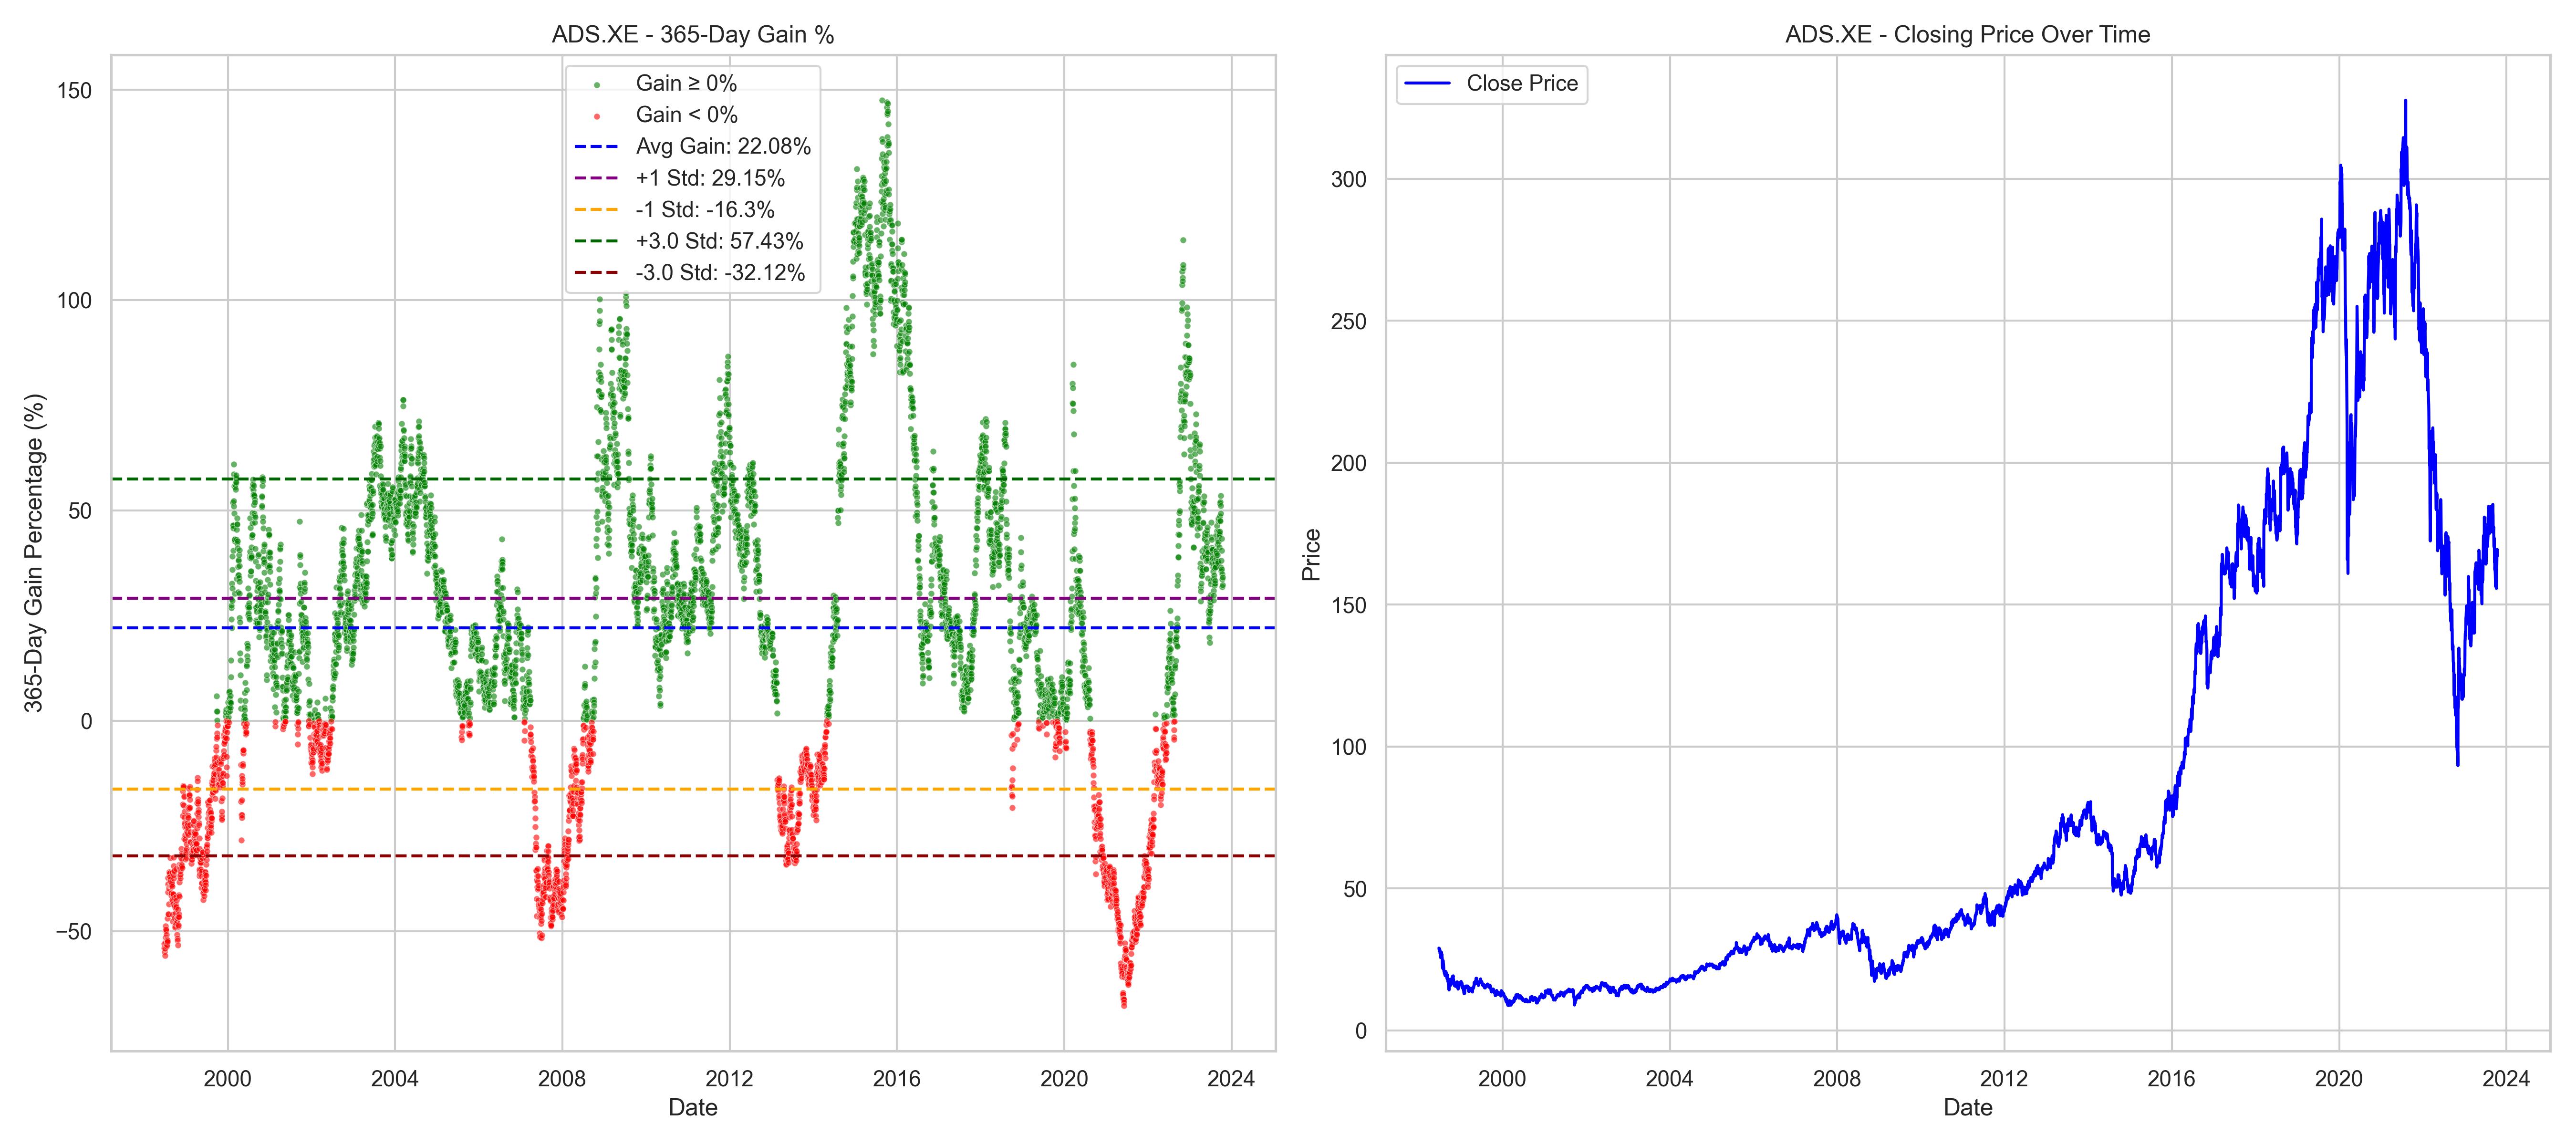 ADS.XE - 365-Day Gain %
150
100
50
0
−50
365-Day Gain Percentage (%)
Gain ≥ 0%
Gain < 0%
Avg Gain: 22.08%
+1 Std: 29.15%
-1 Std: -16.3%
+3.0 Std: 57.43%
-3.0 Std: -32.12%
2000 2004 2008 2012 2016 2020 2024
Date
ADS.XE - Closing Price Over Time
Close Price
300
250
200
150
100
50
0
Price
2000 2004 2008 2012 2016 2020 2024
Date